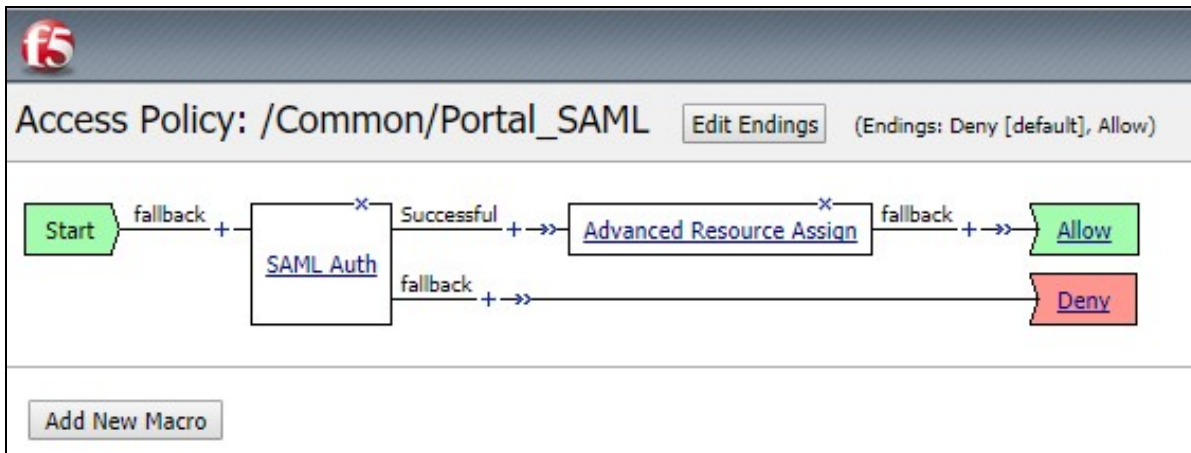 f5
Access Policy: /Common/Portal_SAML Edit Endings (Endings: Deny [default], Allow)
Start fallback + SAML Auth × Successful + Advanced Resource Assign × fallback + Allow
fallback + Deny
Add New Macro